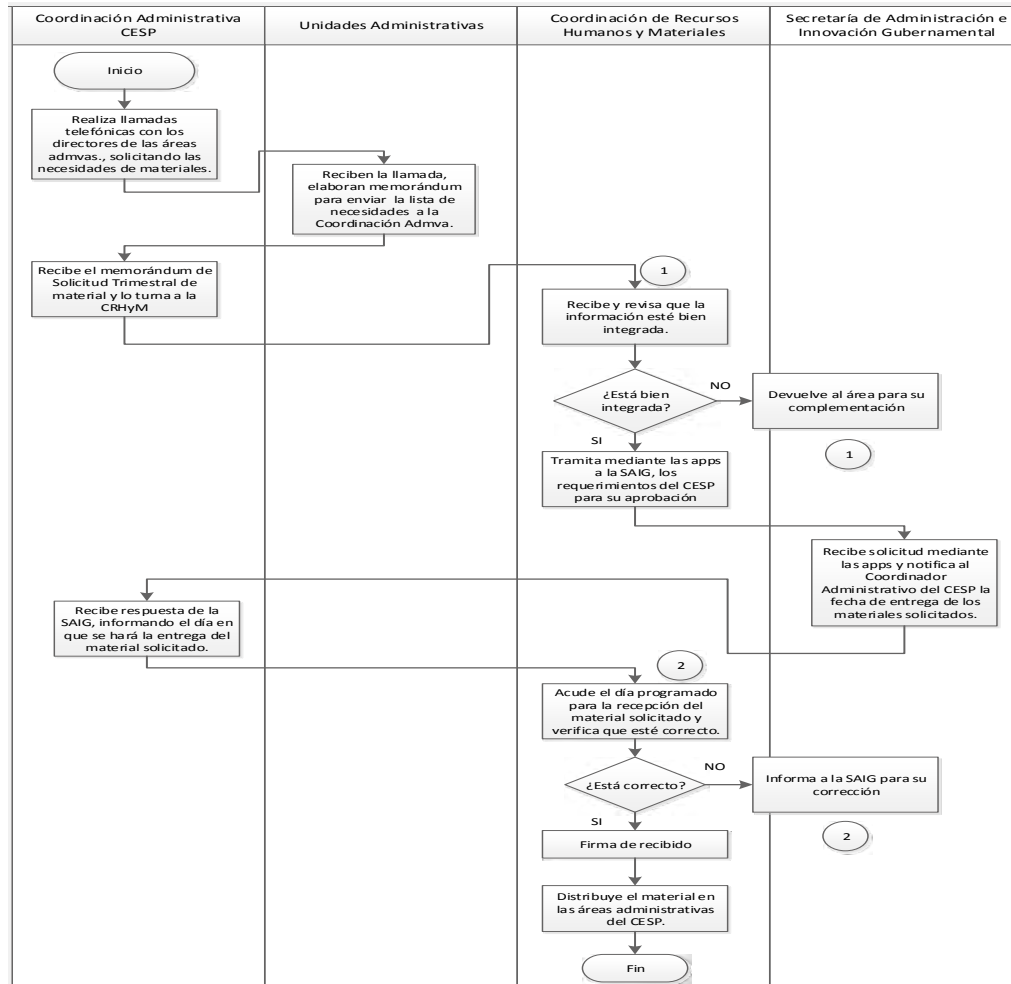 Coordinación Administrativa
CESP
Unidades Administrativas
Coordinación de Recursos
Humanos y Materiales
Secretaría de Administración e
Innovación Gubernamental
Inicio
Realiza llamadas
telefónicas con los
directores de las áreas
admvas., solicitando las
necesidades de materiales.
Reciben la llamada,
elaboran memorándum
para enviar la lista de
necesidades a la
Coordinación Admva.
Recibe el memorándum de
Solicitud Trimestral de
material y lo turna a la
CRHyM
1
Recibe y revisa que la
información esté bien
integrada.
¿Está bien
integrada?
NO
Devuelve al área para su
complementación
1
SI
Tramita mediante las apps
a la SAIG, los
requerimientos del CESP
para su aprobación
Recibe solicitud mediante
las apps y notifica al
Coordinador
Administrativo del CESP la
fecha de entrega de los
materiales solicitados.
Recibe respuesta de la
SAIG, informando el día en
que se hará la entrega del
material solicitado.
2
Acude el día programado
para la recepción del
material solicitado y
verifica que esté correcto.
¿Está correcto?
NO
Informa a la SAIG para su
corrección
2
SI
Firma de recibido
Distribuye el material en
las áreas administrativas
del CESP.
Fin